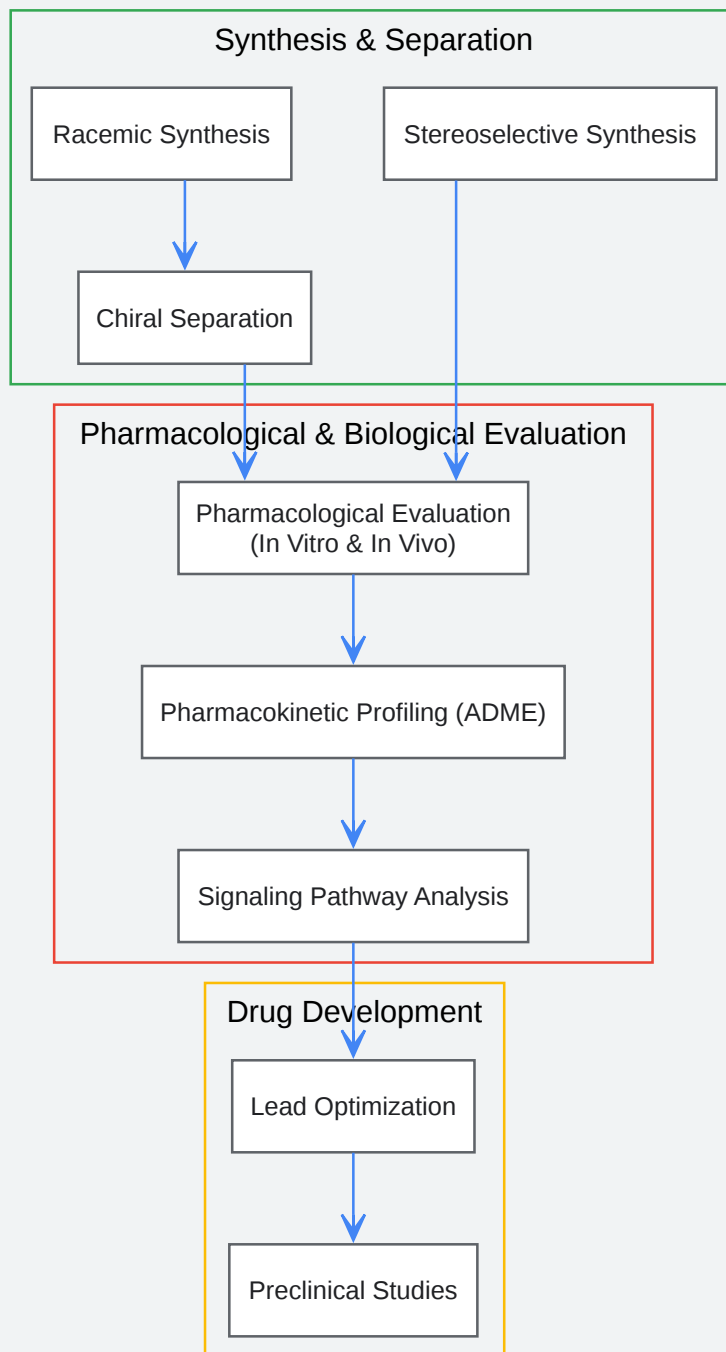 Synthesis & Separation
Racemic Synthesis
Stereoselective Synthesis
Chiral Separation
Pharmacological & Biological Evaluation
Pharmacological Evaluation
(In Vitro & In Vivo)
Pharmacokinetic Profiling (ADME)
Signaling Pathway Analysis
Drug Development
Lead Optimization
Preclinical Studies